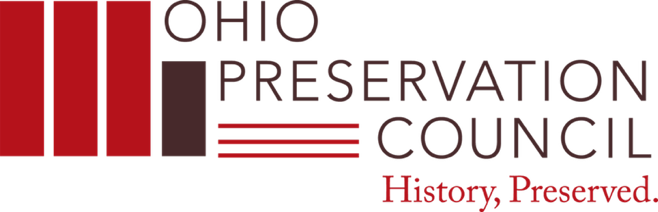 OHIO
PRESERVATION
COUNCIL
History, Preserved.